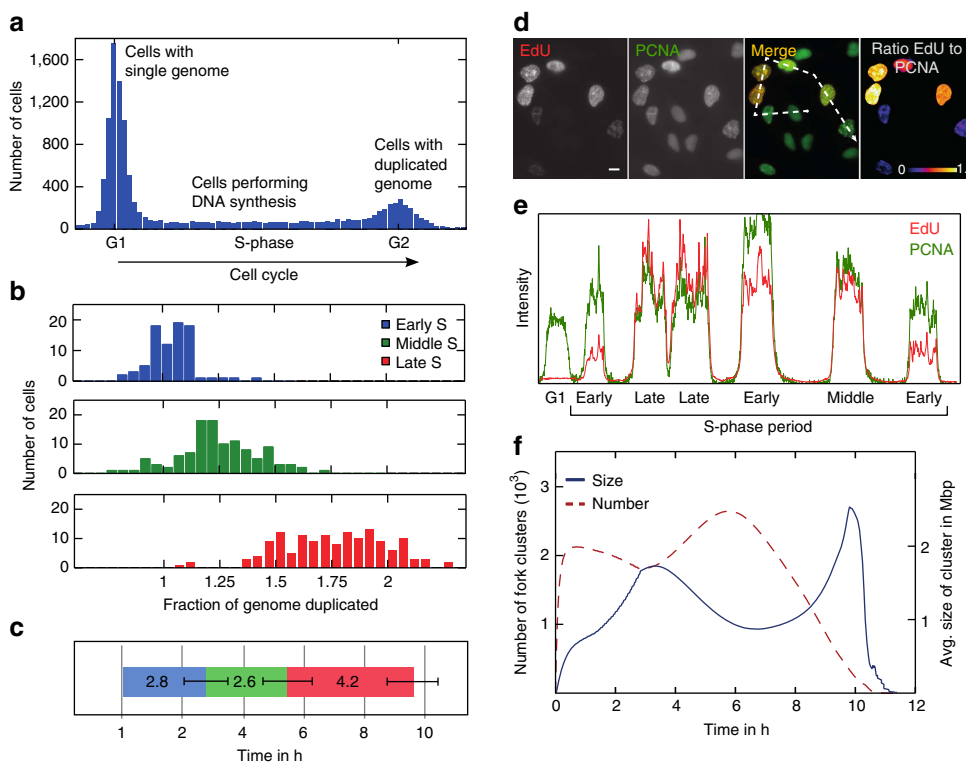 a
Number of cells
1,600
1,200
800
400
0
Cells with
single genome
Cells performing
DNA synthesis
Cells with
duplicated
genome
G1
S-phase
G2
Cell cycle
b
Number of cells
20
10
0
Early S
Middle S
Late S
20
10
0
20
10
0
1
1.25
1.5
1.75
2
Fraction of genome duplicated
c
2.8
2.6
4.2
1
2
4
6
8
10
Time in h
d
EdU
PCNA
Merge
Ratio EdU to
PCNA
0
1.
e
Intensity
EdU
PCNA
G1
Early
Late
Late
Early
Middle
Early
S-phase period
f
Number of fork clusters (10³)
3
2
1
Size
Number
Avg. size of cluster in Mbp
2
1
0
2
4
6
8
10
12
Time in h